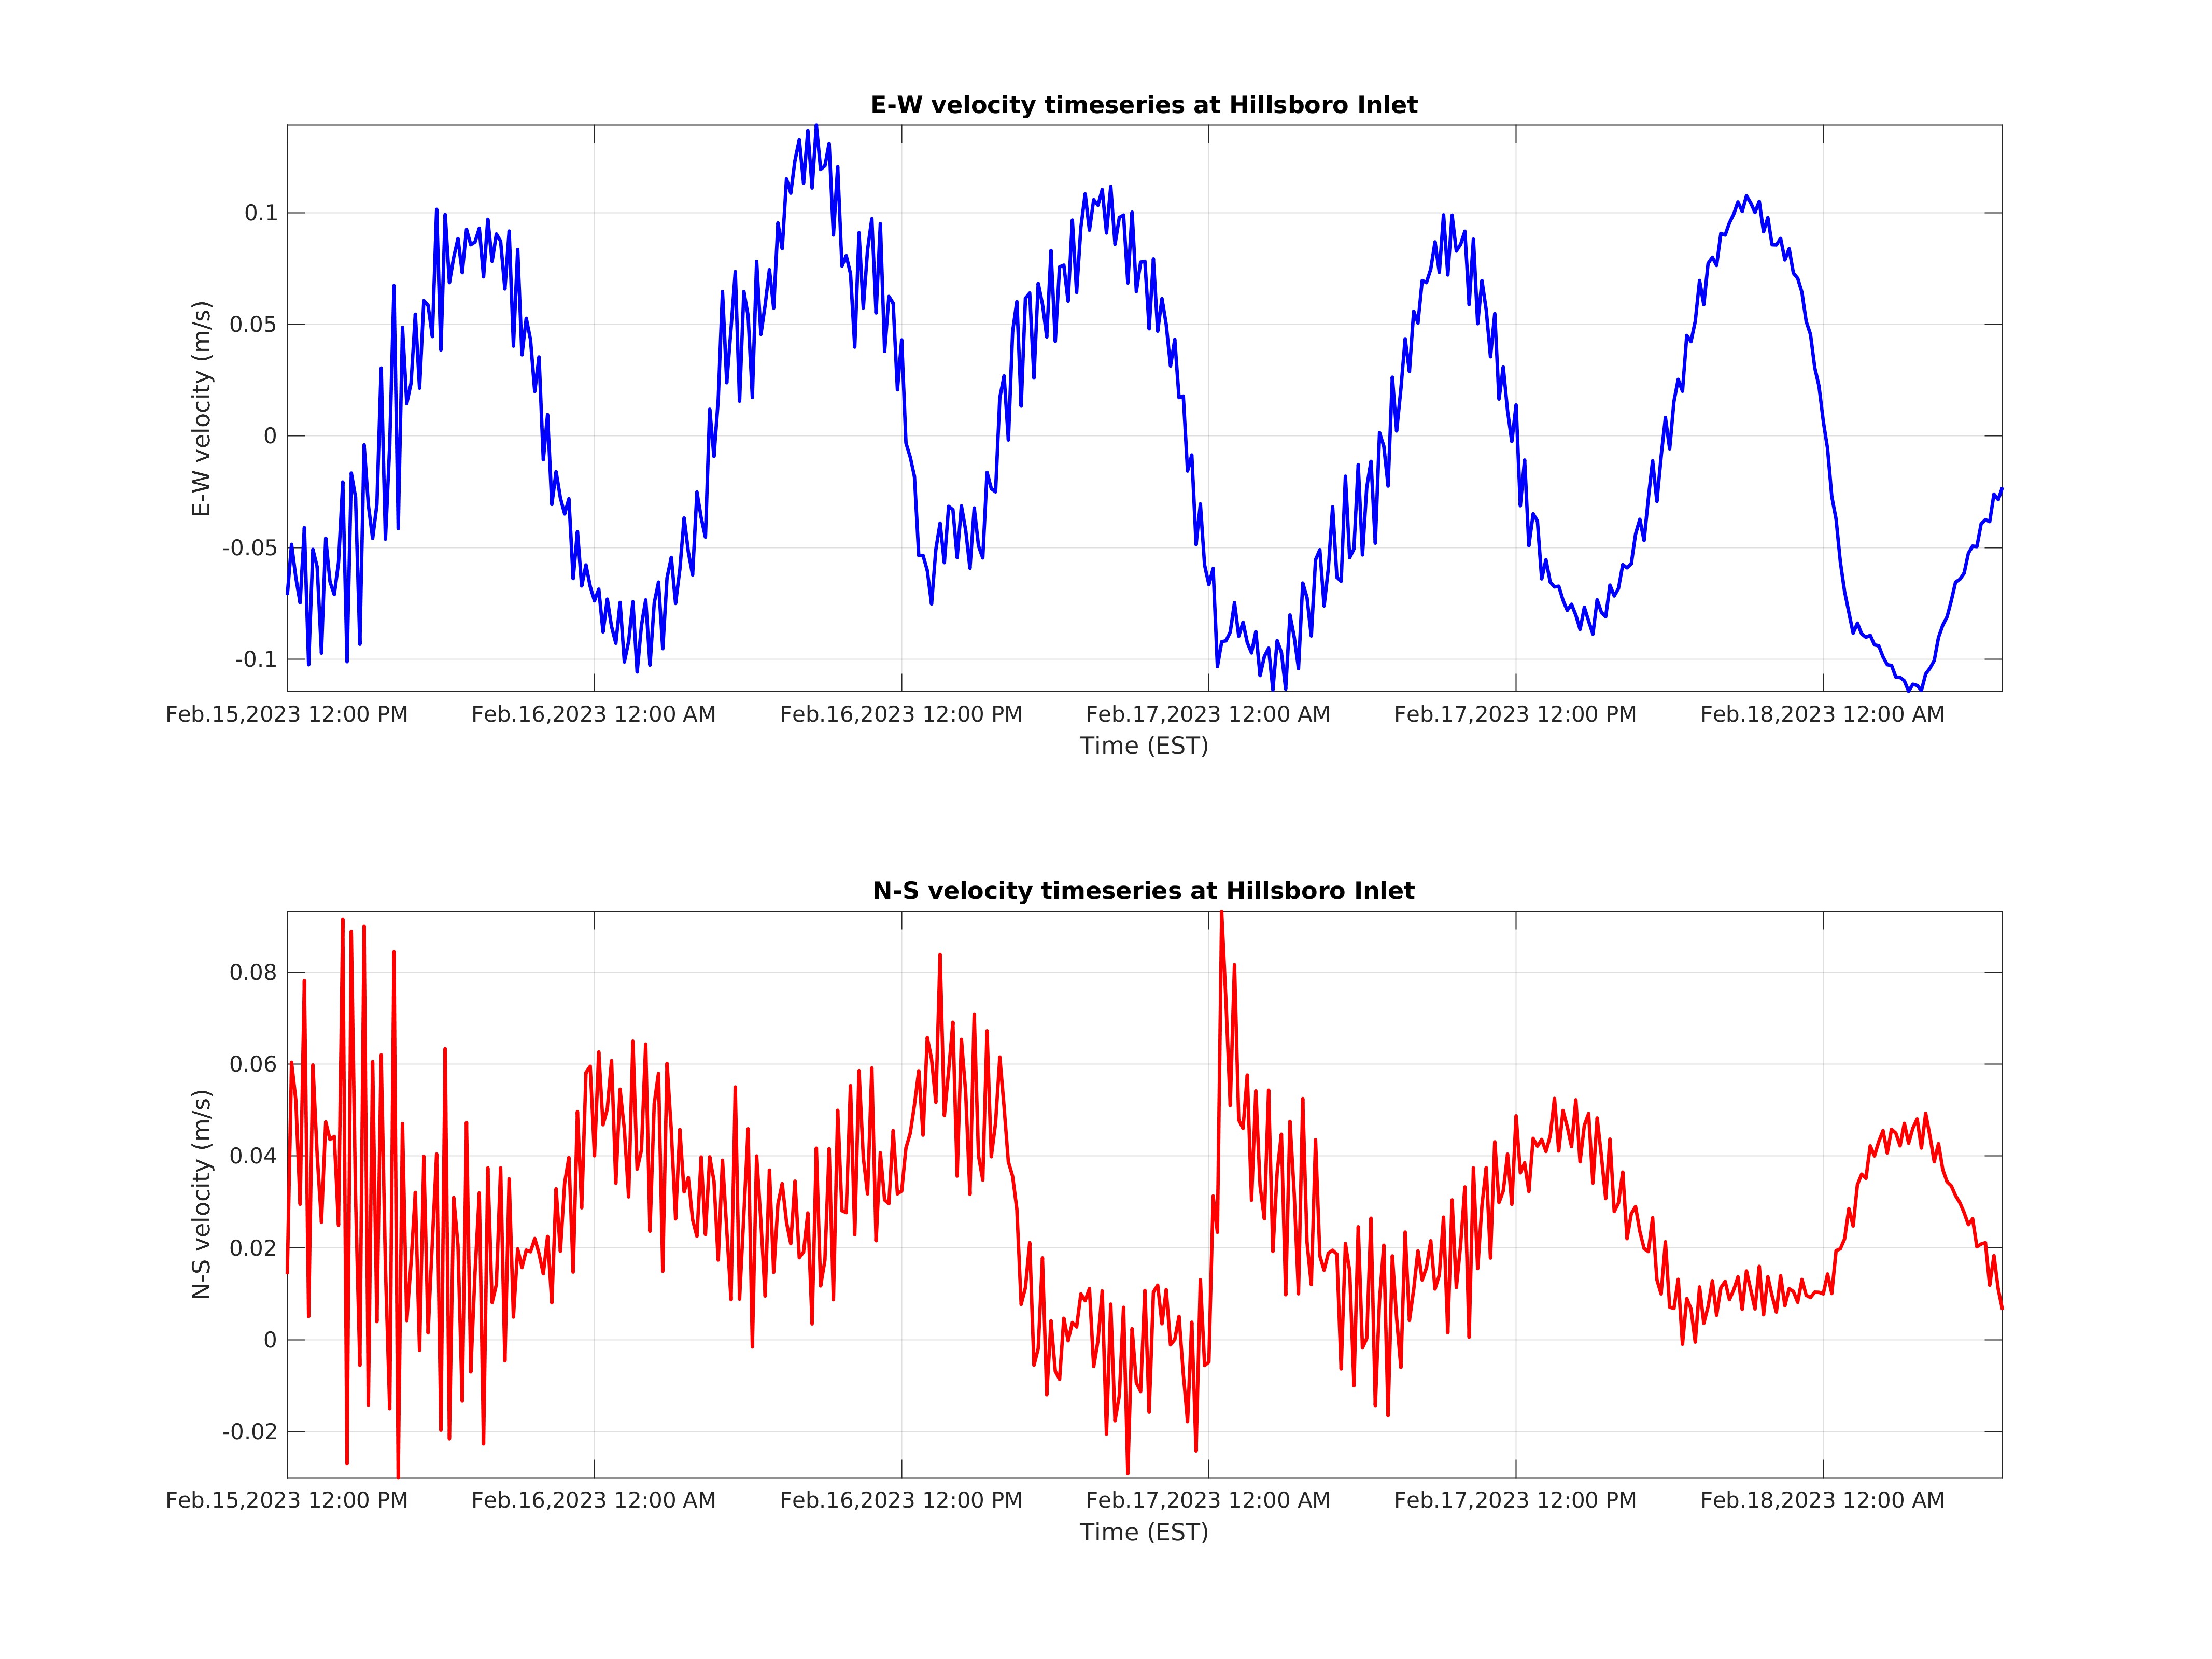 E-W velocity timeseries at Hillsboro Inlet
E-W velocity (m/s)
0.1
0.05
0
-0.05
-0.1
Feb.15,2023 12:00 PM Feb.16,2023 12:00 AM Feb.16,2023 12:00 PM Feb.17,2023 12:00 AM Feb.17,2023 12:00 PM Feb.18,2023 12:00 AM
Time (EST)
N-S velocity timeseries at Hillsboro Inlet
N-S velocity (m/s)
0.08
0.06
0.04
0.02
0
-0.02
Feb.15,2023 12:00 PM Feb.16,2023 12:00 AM Feb.16,2023 12:00 PM Feb.17,2023 12:00 AM Feb.17,2023 12:00 PM Feb.18,2023 12:00 AM
Time (EST)